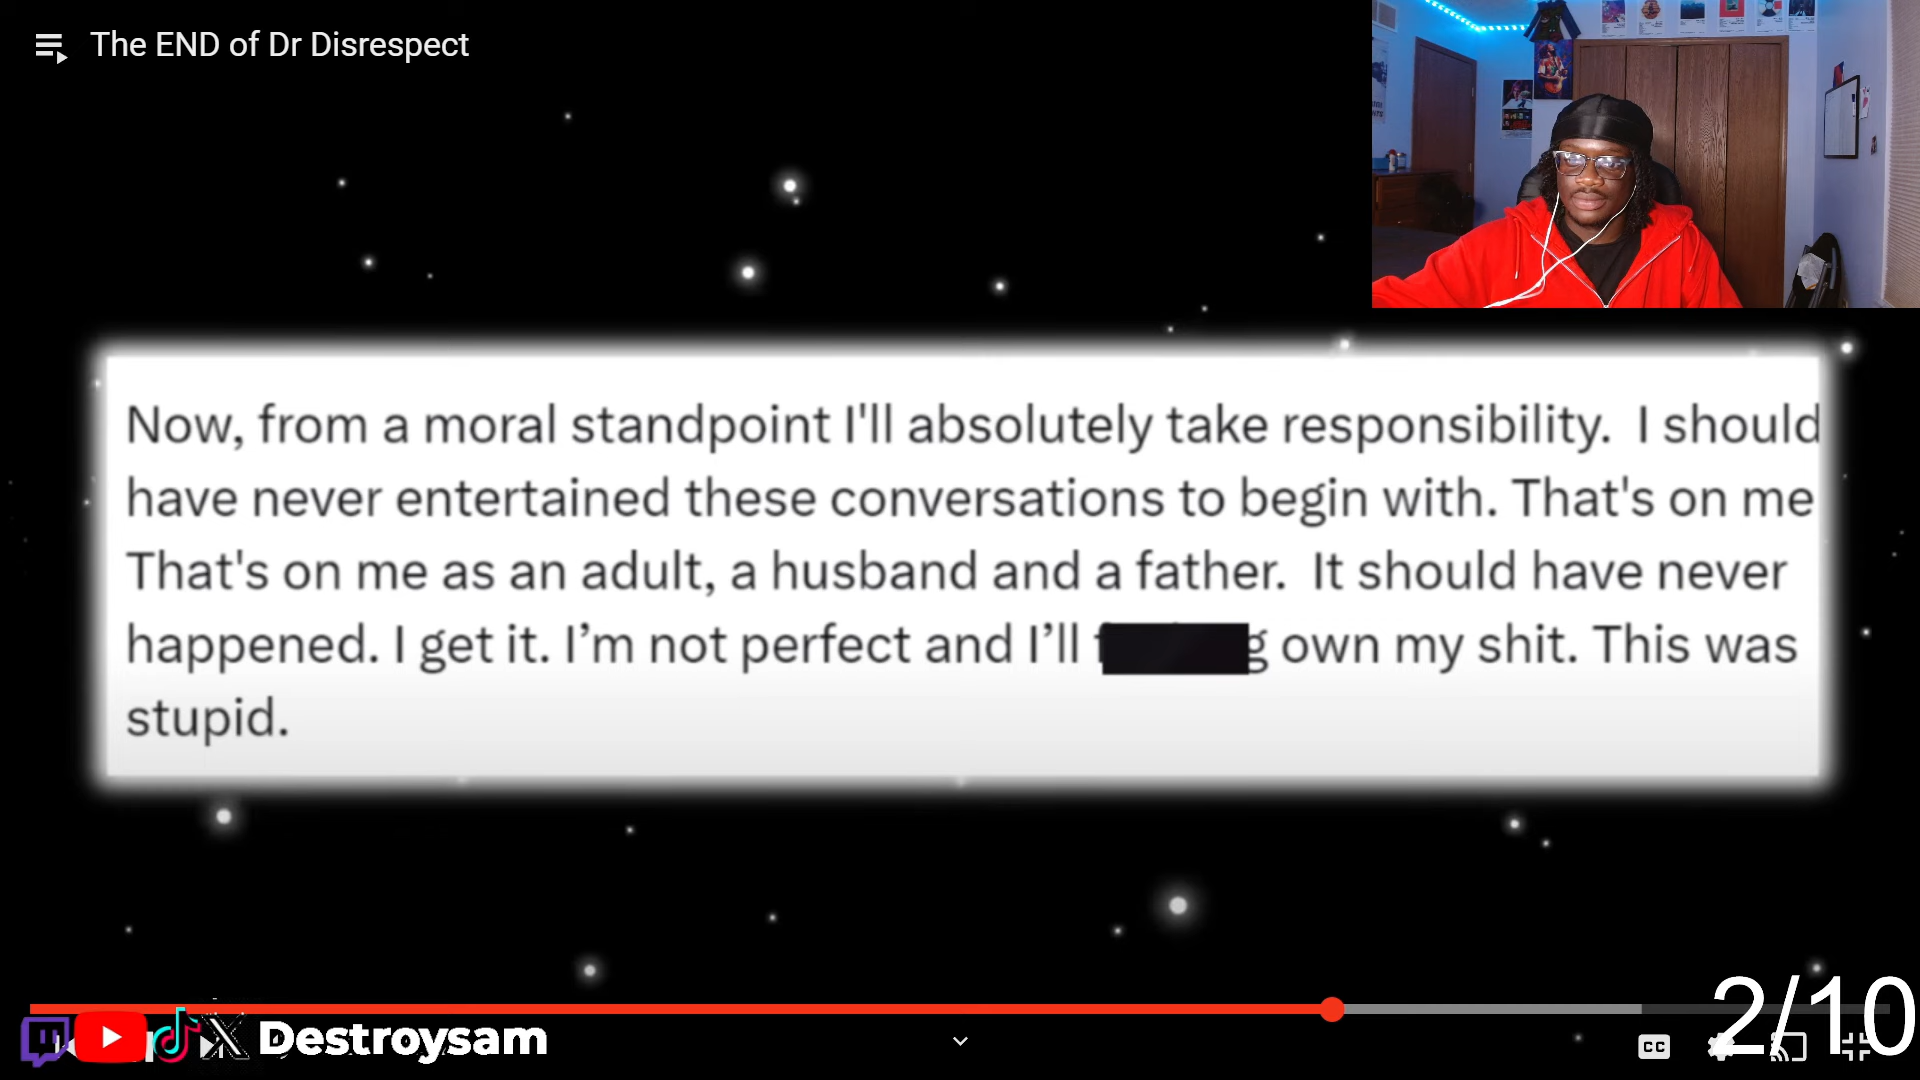 The END of Dr Disrespect
Now, from a moral standpoint I'll absolutely take responsibility.  I should
have never entertained these conversations to begin with. That's on me
That's on me as an adult, a husband and a father.  It should have never
happened. I get it. I’m not perfect and I’ll f g own my shit. This was
stupid.
Destroysam
CC
2/10